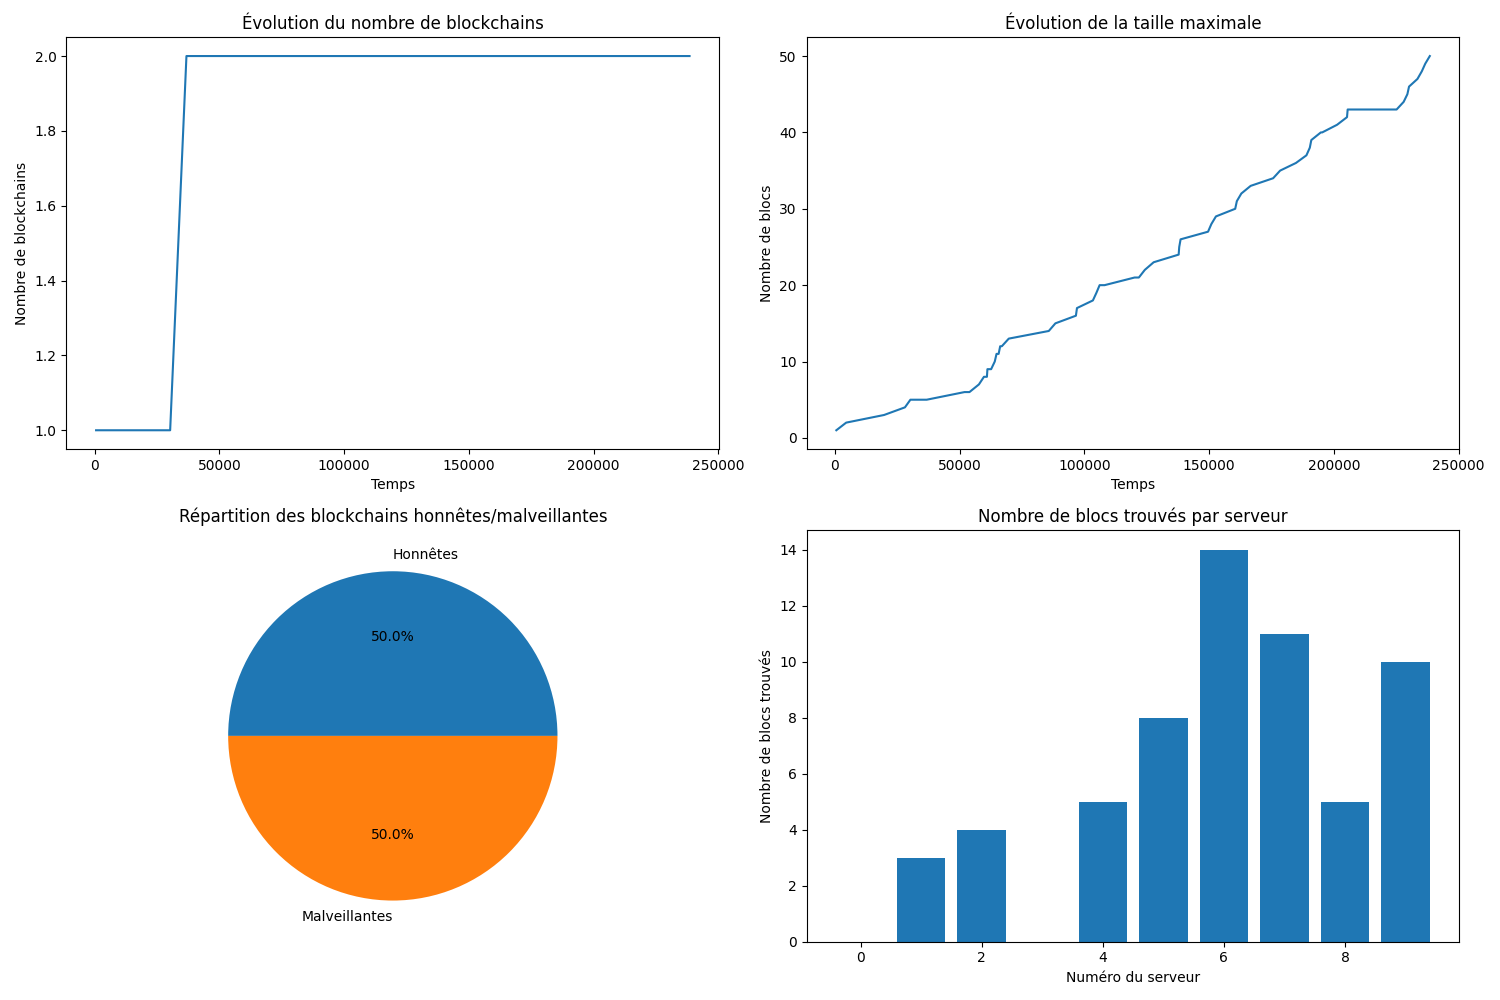 Évolution du nombre de blockchains
Nombre de blockchains
2.0
1.8
1.6
1.4
1.2
1.0
0 50000 100000 150000 200000 250000
Temps
Évolution de la taille maximale
Nombre de blocs
50
40
30
20
10
0
0 50000 100000 150000 200000 250000
Temps
Répartition des blockchains honnêtes/malveillantes
Honnêtes
50.0%
50.0%
Malveillantes
Nombre de blocs trouvés par serveur
Nombre de blocs trouvés
14
12
10
8
6
4
2
0
0 2 4 6 8
Numéro du serveur